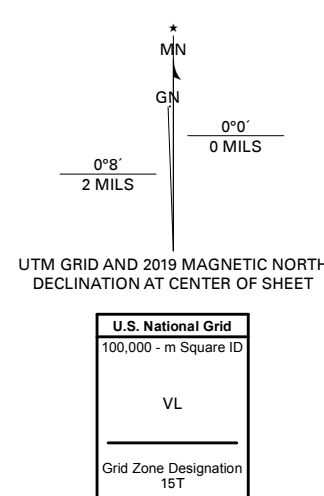 MN
GN
0°0´
0 MILS
0°8´
2 MILS
UTM GRID AND 2019 MAGNETIC NORTH
DECLINATION AT CENTER OF SHEET
U.S. National Grid
100,000 - m Square ID
VL
Grid Zone Designation
15T